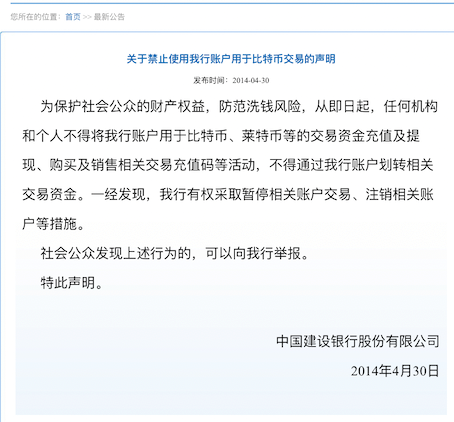 您所在的位置：首页 >> 最新公告
关于禁止使用我行账户用于比特币交易的声明
发布时间：2014-04-30
为保护社会公众的财产权益，防范洗钱风险，从即日起，任何机构
和个人不得将我行账户用于比特币、莱特币等的交易资金充值及提
现、购买及销售相关交易充值码等活动，不得通过我行账户划转相关
交易资金。一经发现，我行有权采取暂停相关账户交易、注销相关账
户等措施。
社会公众发现上述行为的，可以向我行举报。
特此声明。
中国建设银行股份有限公司
2014年4月30日